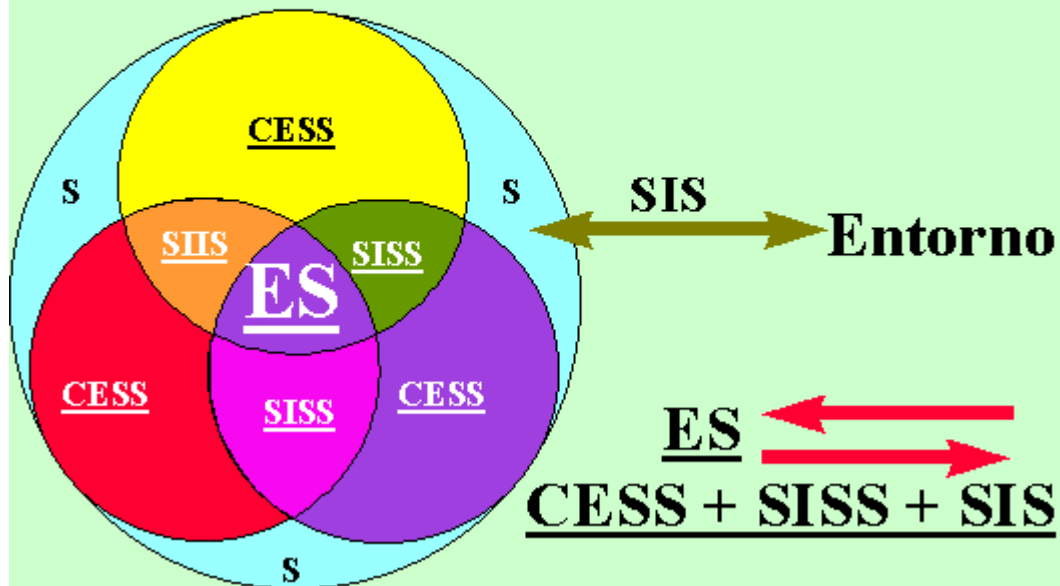 CESS
S
S
SIS
SIIS
SISS
Entorno
ES
CESS
SISS
CESS
ES
CESS + SISS + SIS
S